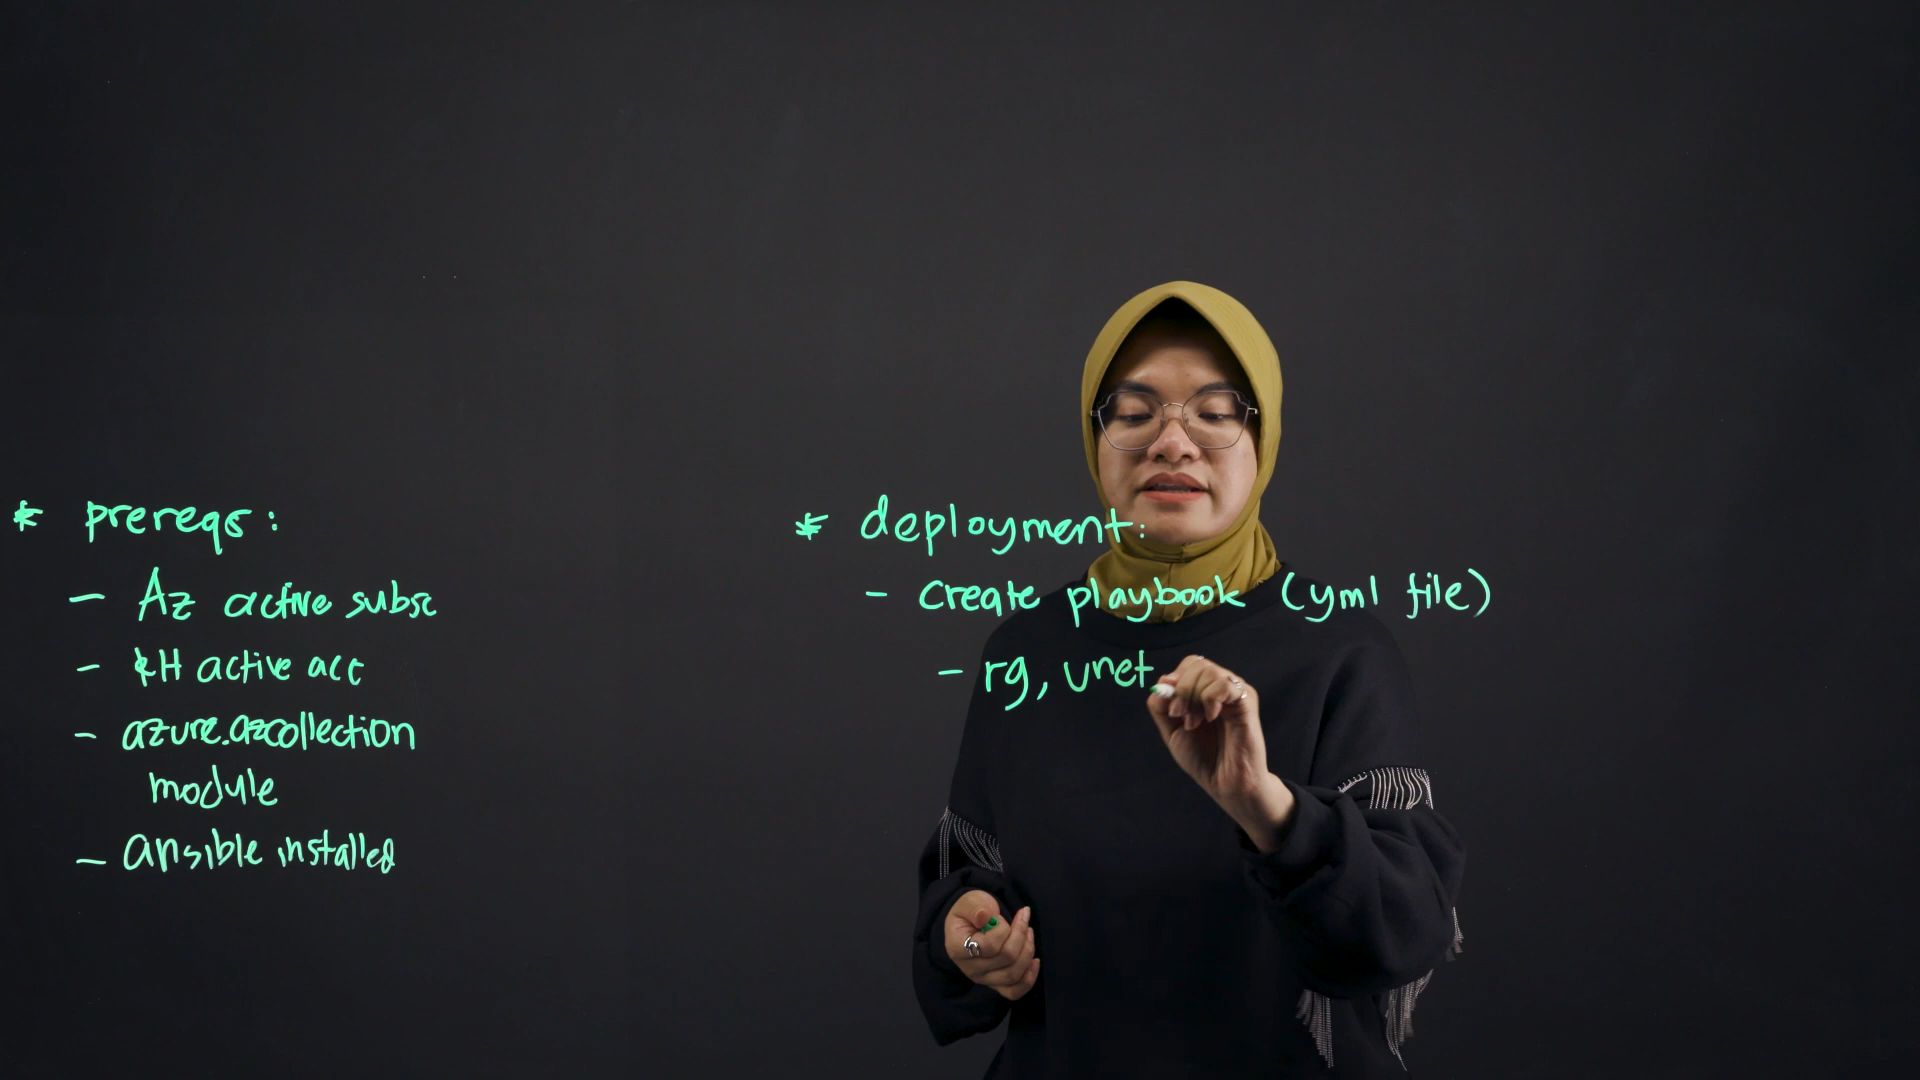 * prereqs:
- Az active subsc
- RH active acc
- azure.azcollection
module
- ansible installed
* deployment:
- create playbook (yml file)
- rg, vnet